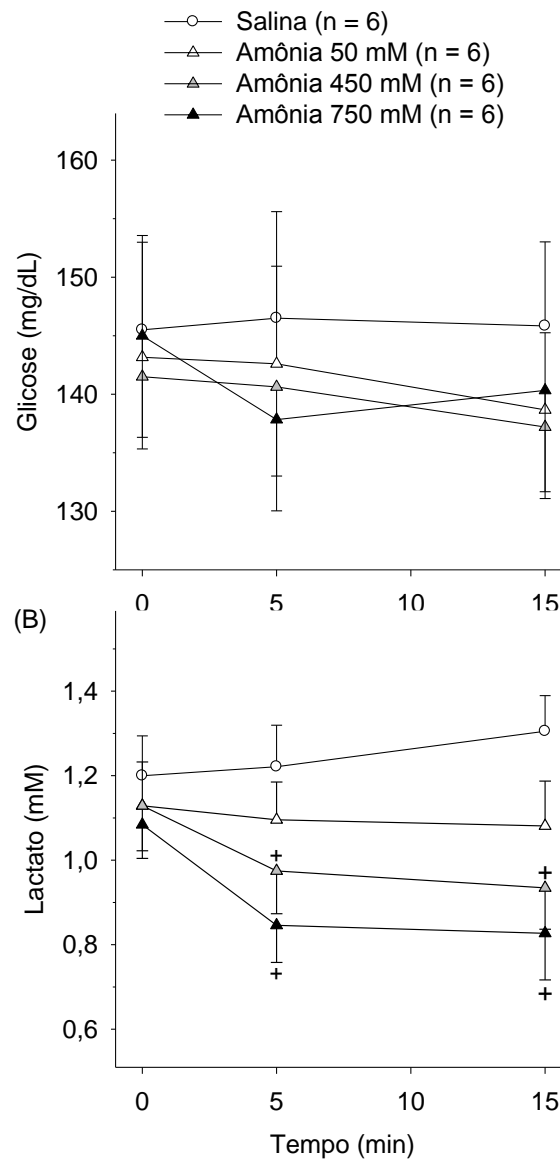 Salina (n = 6)
Amônia 50 mM (n = 6)
Amônia 450 mM (n = 6)
Amônia 750 mM (n = 6)
160
150
140
130
Glicose (mg/dL)
0 5 10 15
(B)
1,4
1,2
1,0
0,8
0,6
Lactato (mM)
+ +
+ +
0 5 10 15
Tempo (min)